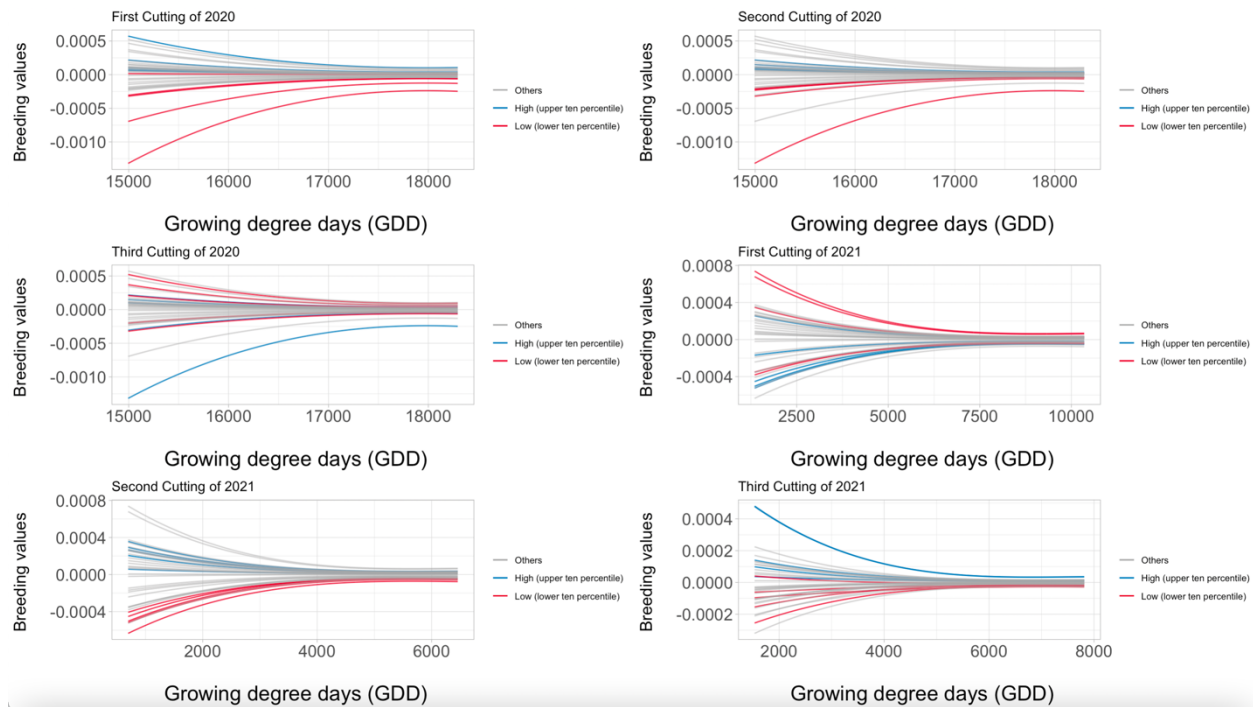 First Cutting of 2020
Breeding values
0.0005
0.0000
-0.0005
-0.0010
15000 16000 17000 18000
Growing degree days (GDD)
Others
High (upper ten percentile)
Low (lower ten percentile)
Second Cutting of 2020
Breeding values
0.0005
0.0000
-0.0005
-0.0010
15000 16000 17000 18000
Growing degree days (GDD)
Others
High (upper ten percentile)
Low (lower ten percentile)
Third Cutting of 2020
Breeding values
0.0005
0.0000
-0.0005
-0.0010
15000 16000 17000 18000
Growing degree days (GDD)
Others
High (upper ten percentile)
Low (lower ten percentile)
First Cutting of 2021
Breeding values
0.0008
0.0004
0.0000
-0.0004
2500 5000 7500 10000
Growing degree days (GDD)
Others
High (upper ten percentile)
Low (lower ten percentile)
Second Cutting of 2021
Breeding values
0.0008
0.0004
0.0000
-0.0004
2000 4000 6000
Growing degree days (GDD)
Others
High (upper ten percentile)
Low (lower ten percentile)
Third Cutting of 2021
Breeding values
0.0004
0.0002
0.0000
-0.0002
2000 4000 6000 8000
Growing degree days (GDD)
Others
High (upper ten percentile)
Low (lower ten percentile)